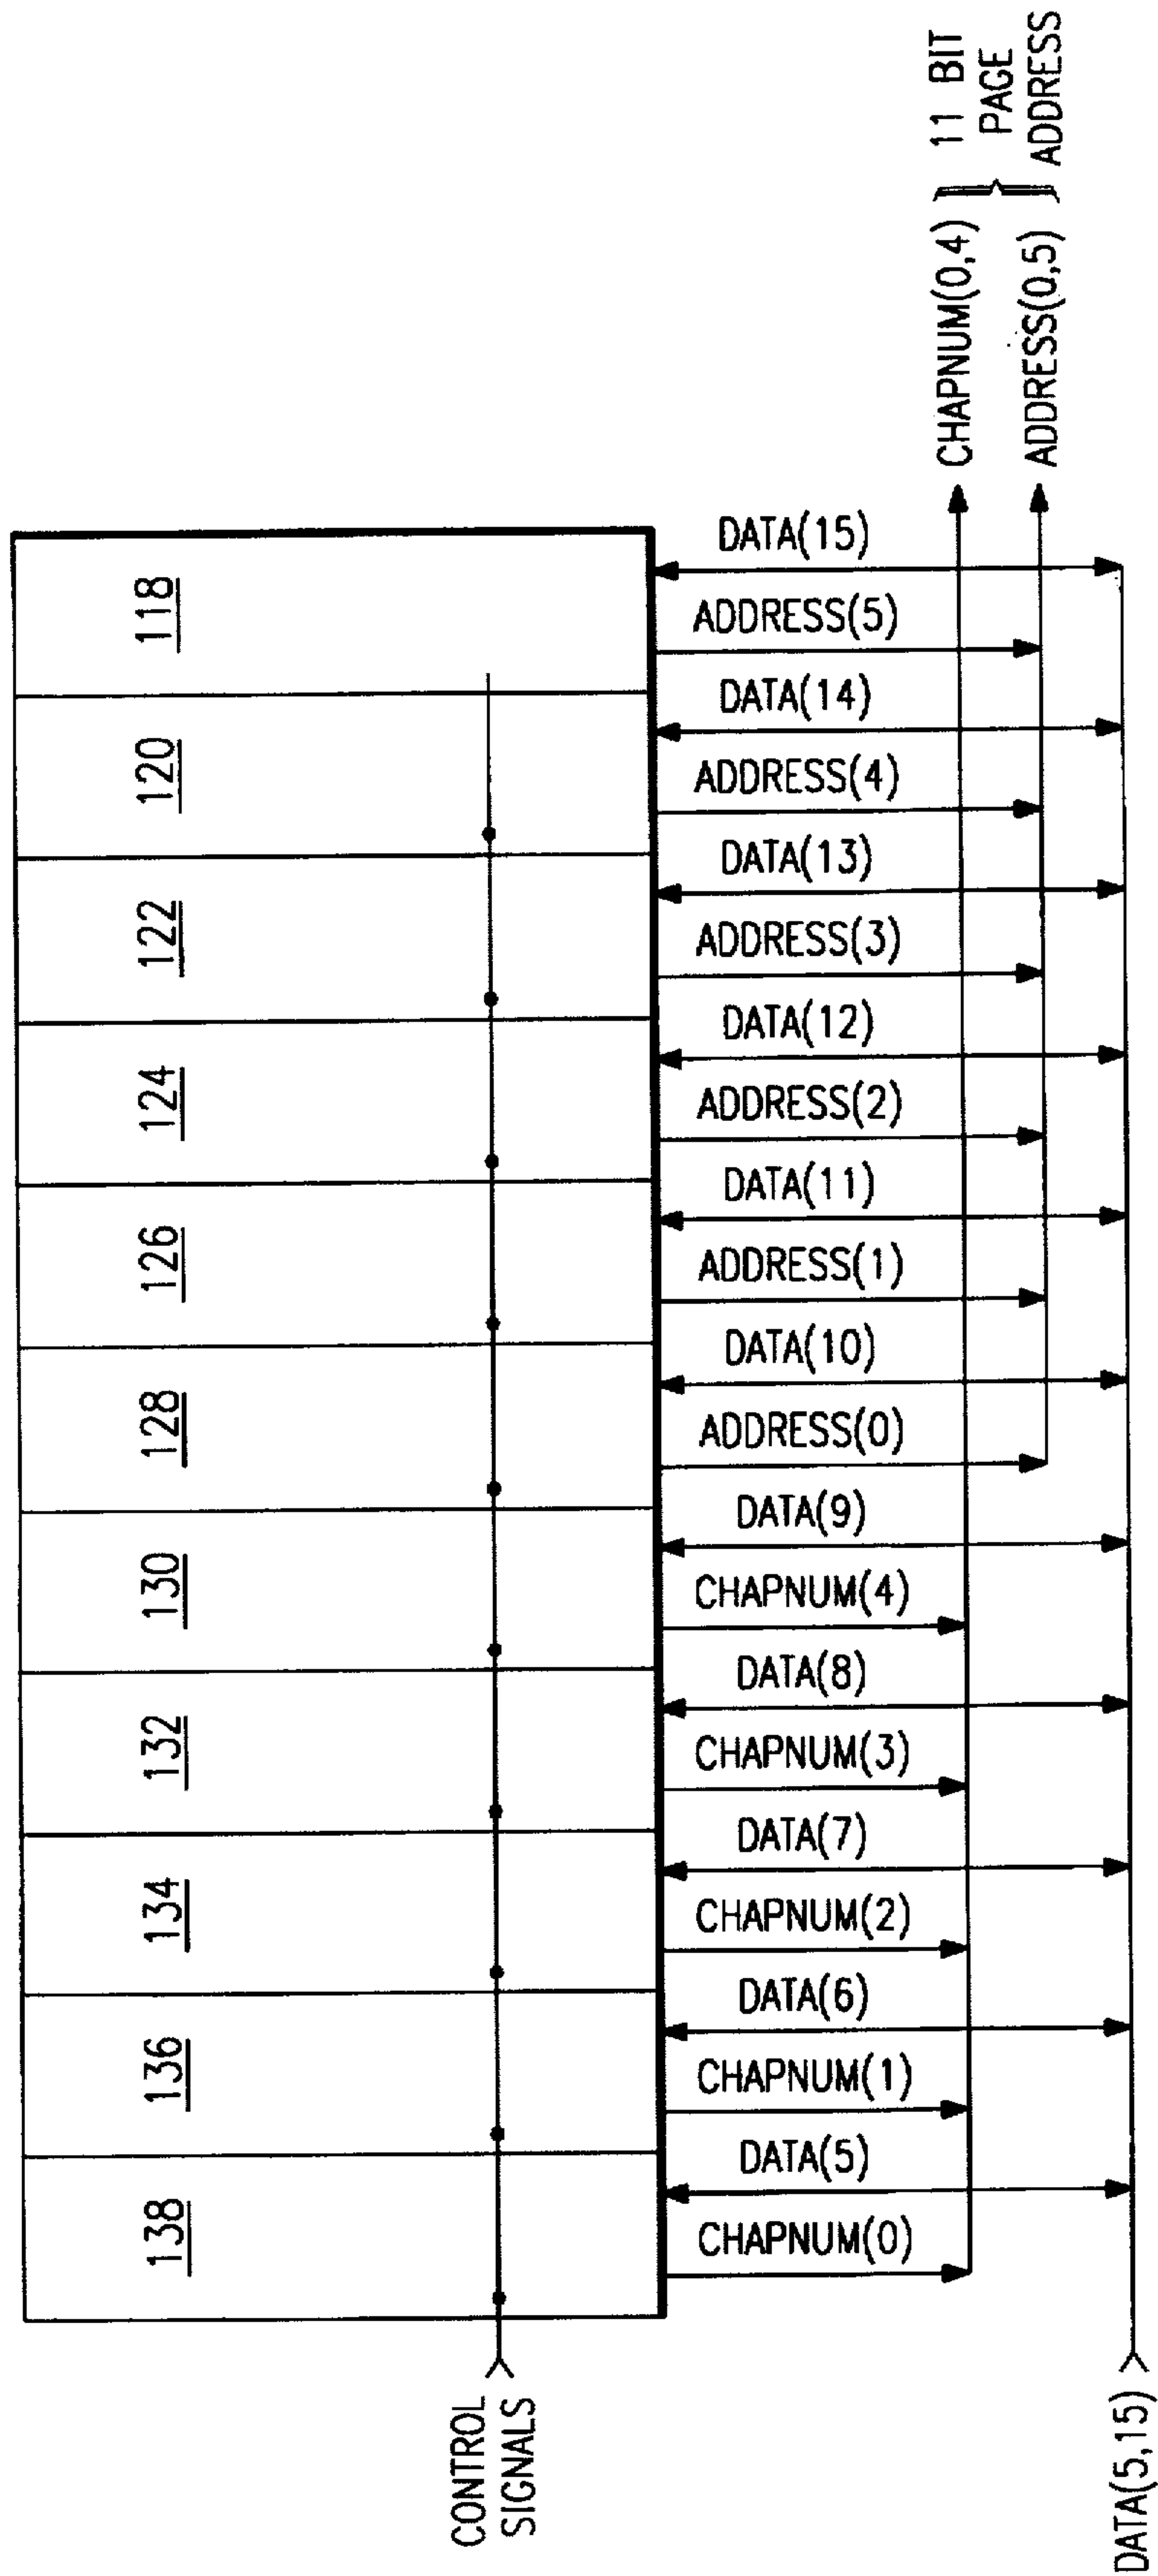 138 136 134 132 130 128 126 124 122 120 118
CONTROL
SIGNALS
CHAPNUM(0)
DATA(5)
CHAPNUM(1)
DATA(6)
CHAPNUM(2)
DATA(7)
CHAPNUM(3)
DATA(8)
CHAPNUM(4)
DATA(9)
ADDRESS(0)
DATA(10)
ADDRESS(1)
DATA(11)
ADDRESS(2)
DATA(12)
ADDRESS(3)
DATA(13)
ADDRESS(4)
DATA(14)
ADDRESS(5)
DATA(15)
CHAPNUM(0,4)
ADDRESS(0,5)
11 BIT
PAGE
ADDRESS
DATA(5,15)